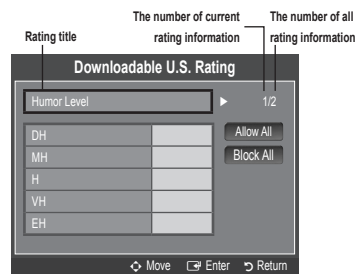 The number of current rating information
The number of all rating information
Rating title
Downloadable U.S. Rating
Humor Level
1/2
DH
Allow All
MH
Block All
H
VH
EH
Move Enter Return